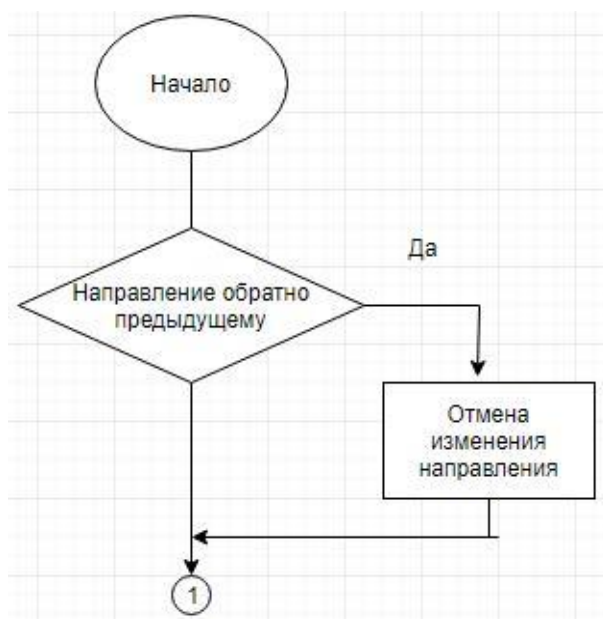 Начало
Да
Направление обратно
предыдущему
Отмена
изменения
направления
1